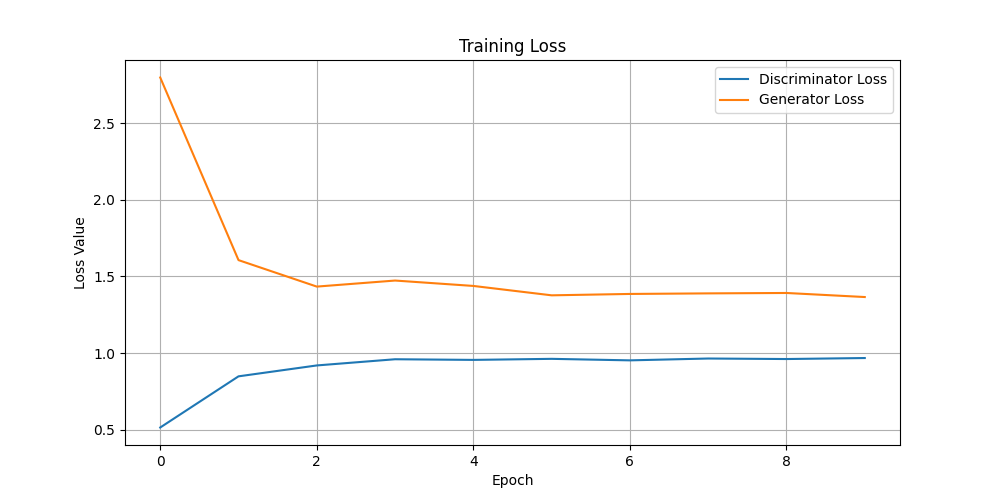 Training Loss
Discriminator Loss
Generator Loss
Loss Value
2.5
2.0
1.5
1.0
0.5
0 2 4 6 8
Epoch